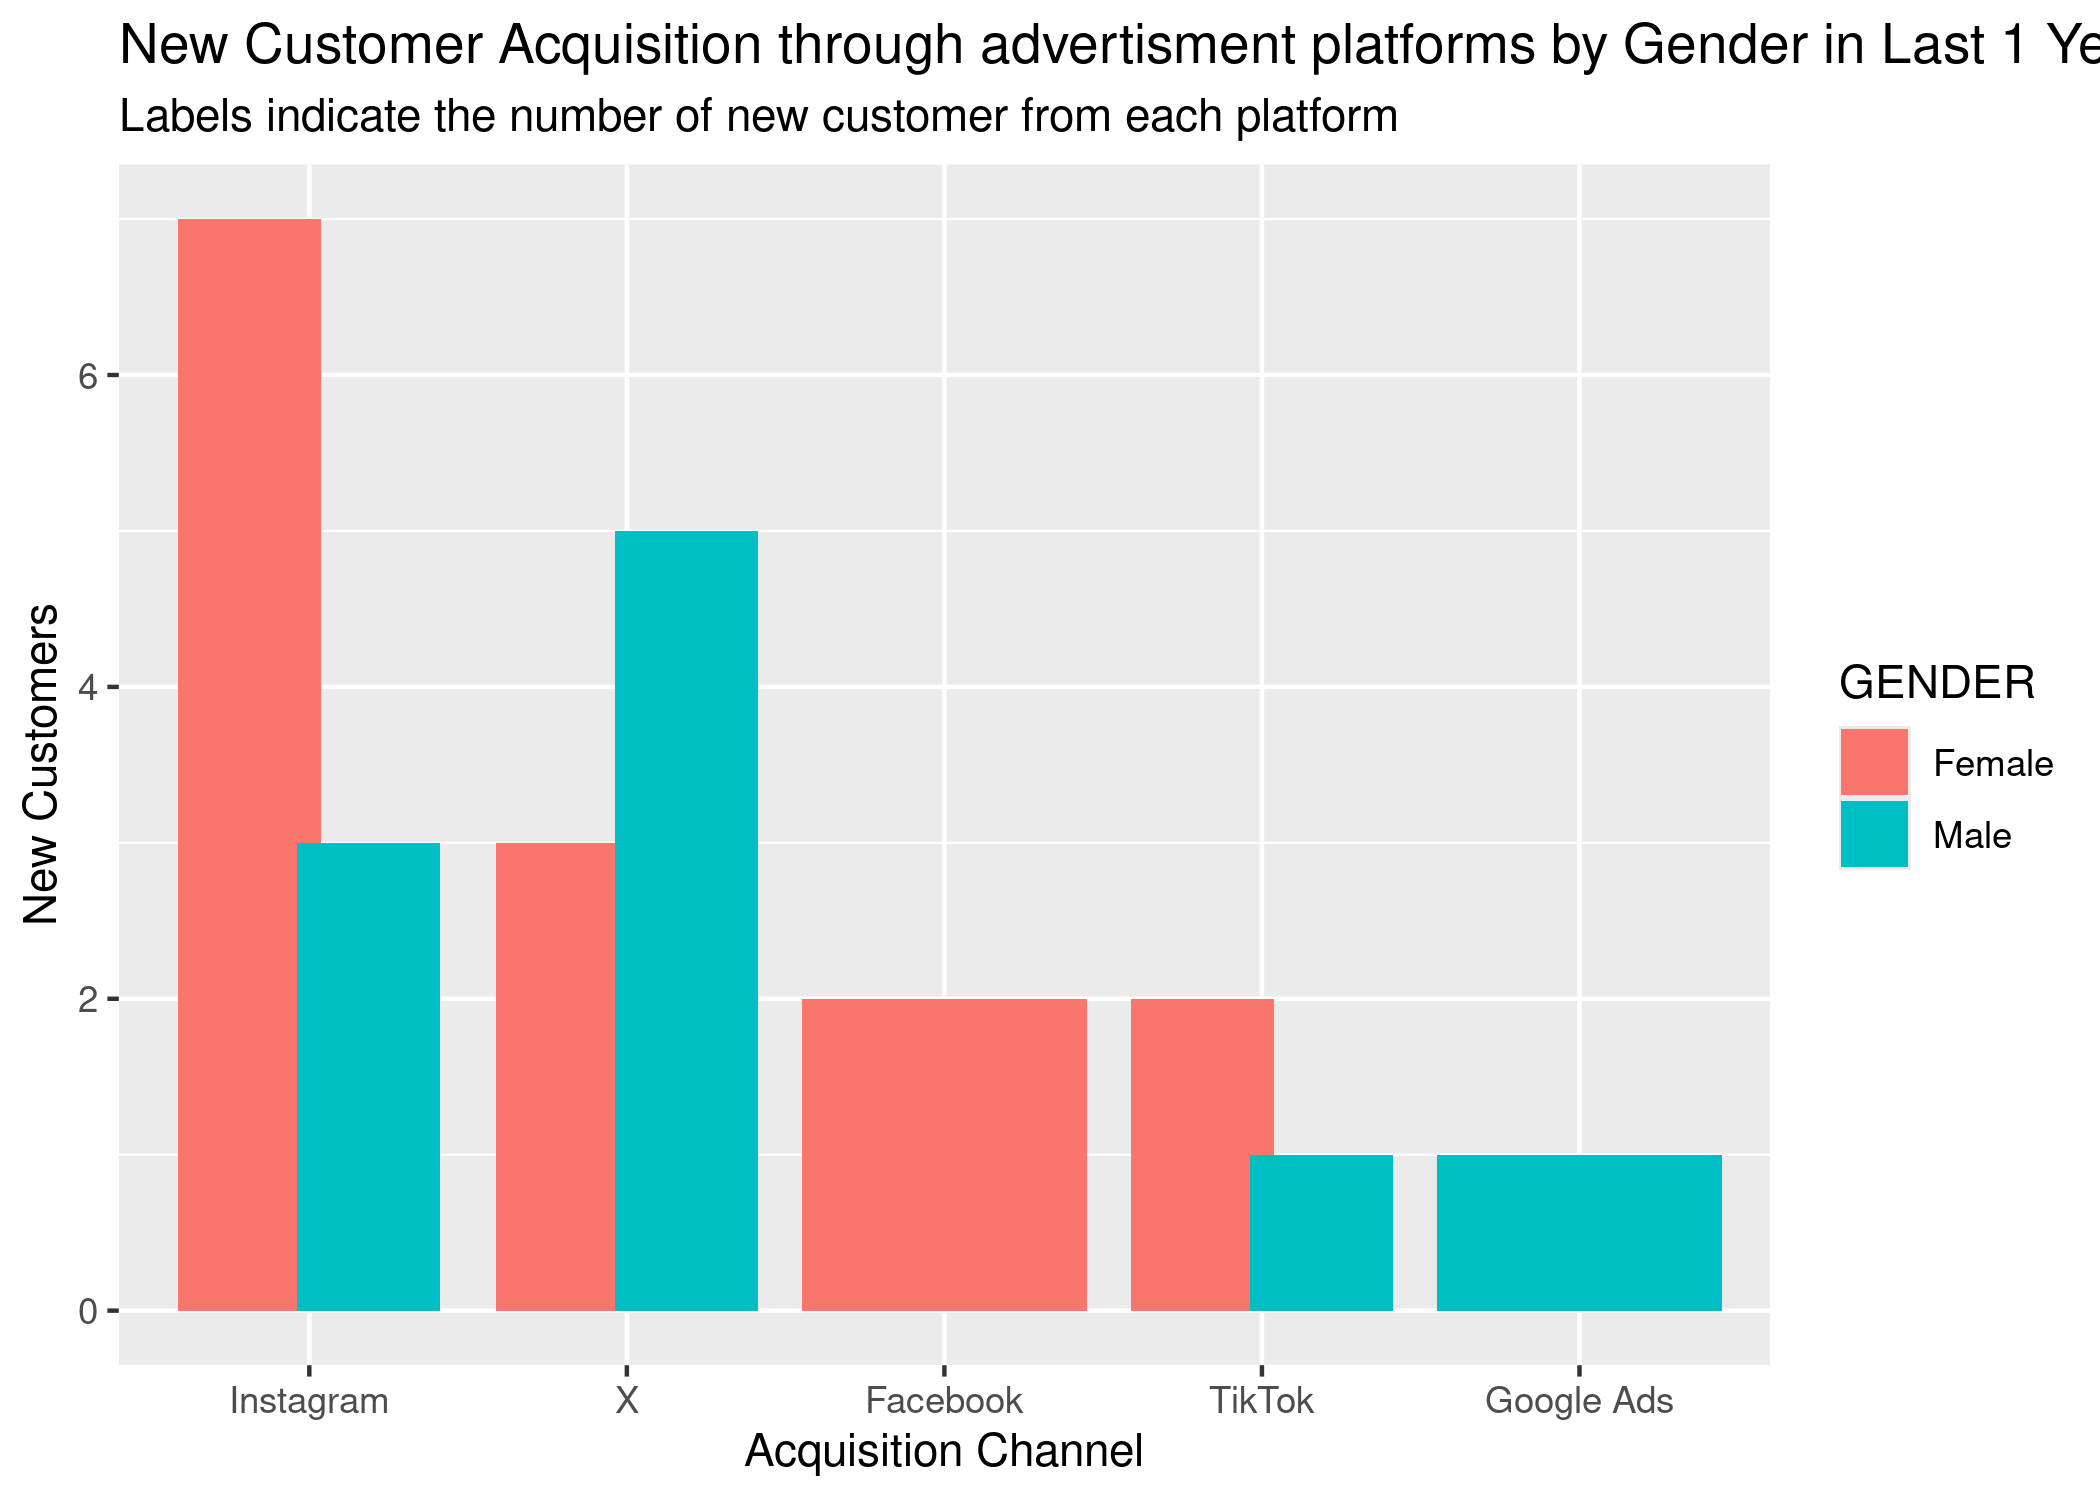 New Customer Acquisition through advertisment platforms by Gender in Last 1 Ye
Labels indicate the number of new customer from each platform
New Customers
6
4
2
0
Instagram X Facebook TikTok Google Ads
Acquisition Channel
GENDER
Female
Male